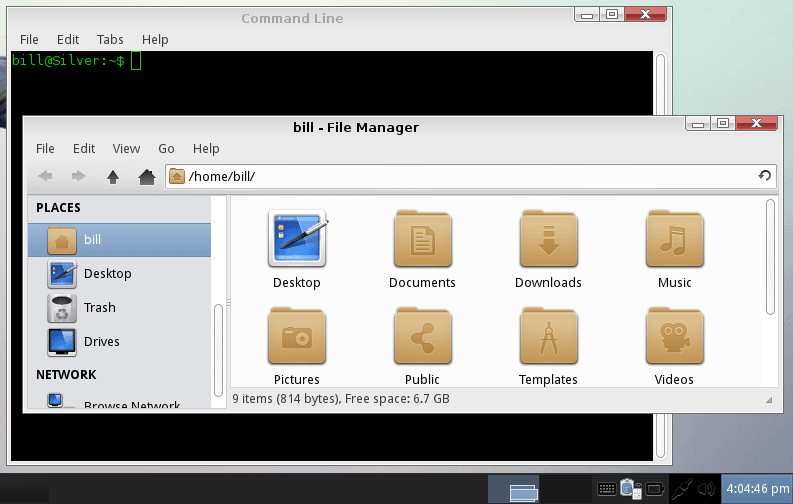 Command Line
File Edit Tabs Help
bill@Silver:~$
bill - File Manager
File Edit View Go Help
/home/bill/
PLACES
bill
Desktop
Trash
Drives
NETWORK
Browse Network
Desktop Documents Downloads Music
Pictures Public Templates Videos
9 items (814 bytes), Free space: 6.7 GB
4:04:46 pm